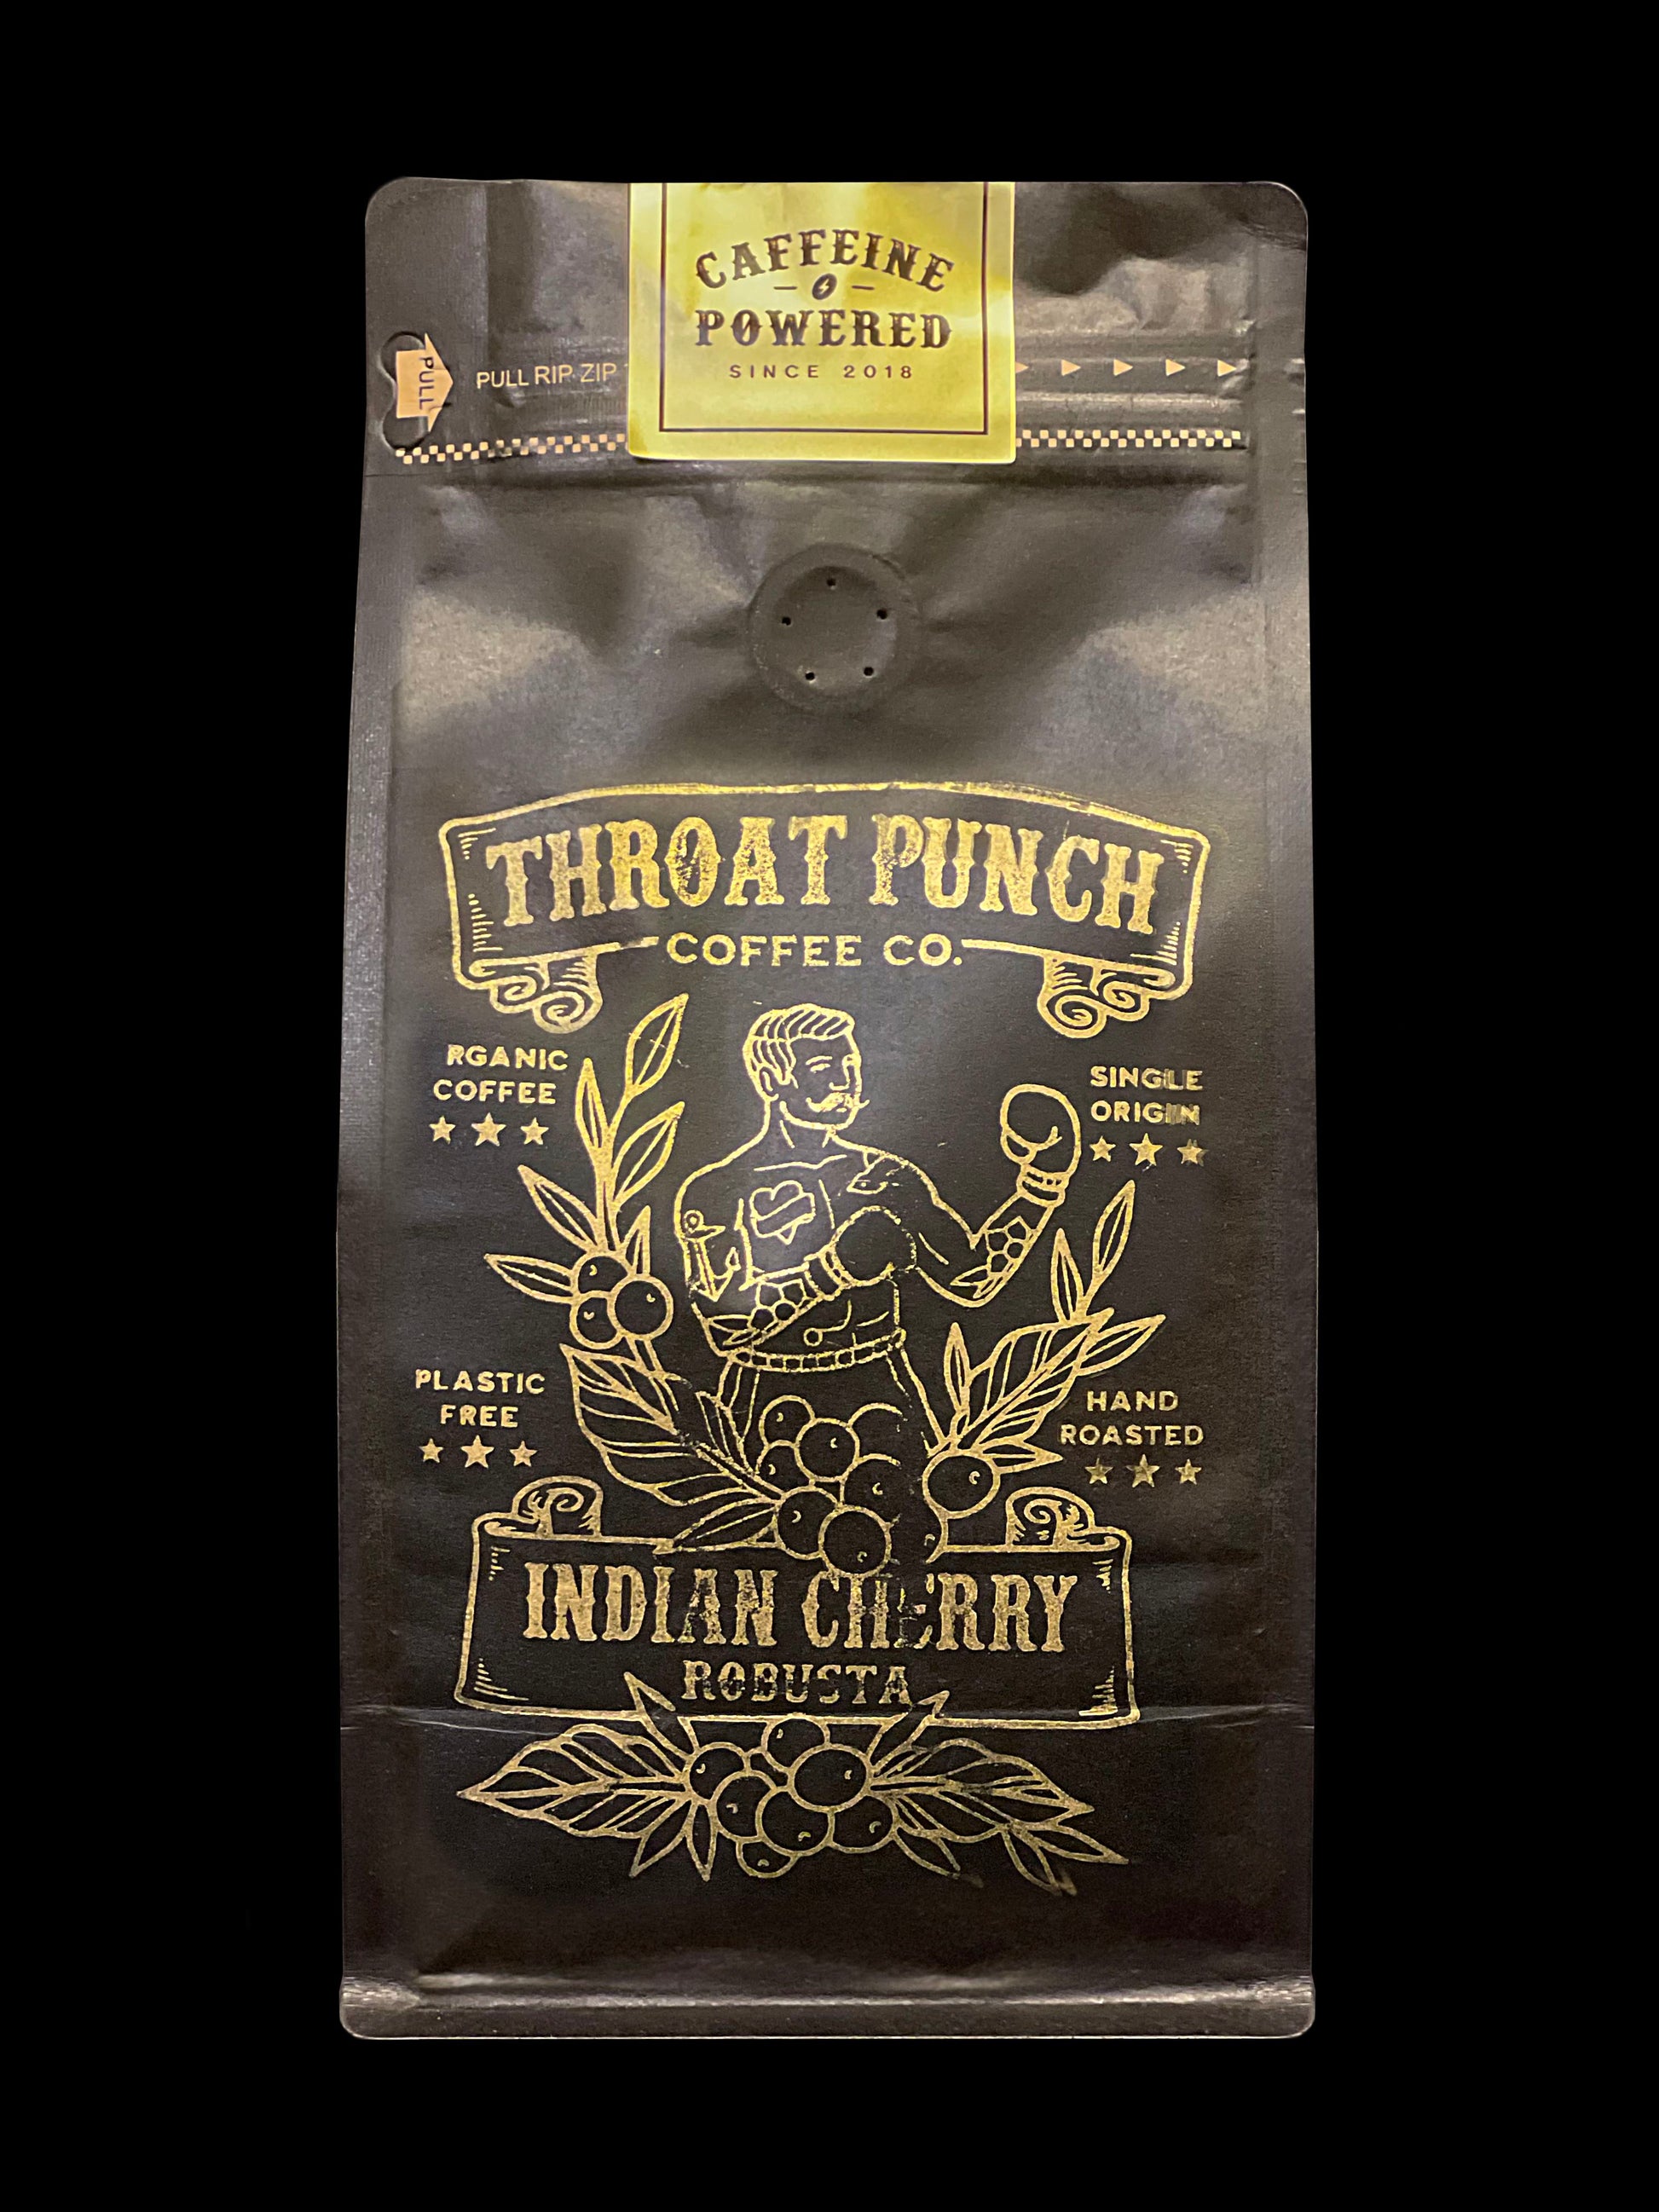 CAFFEINE
POWERED
SINCE 2018
PULL
PULL RIP ZIP
THROAT PUNCH
COFFEE CO.
RGANIC
COFFEE
SINGLE
ORIGIN
PLASTIC
FREE
HAND
ROASTED
INDIAN CHERRY
ROBUSTA